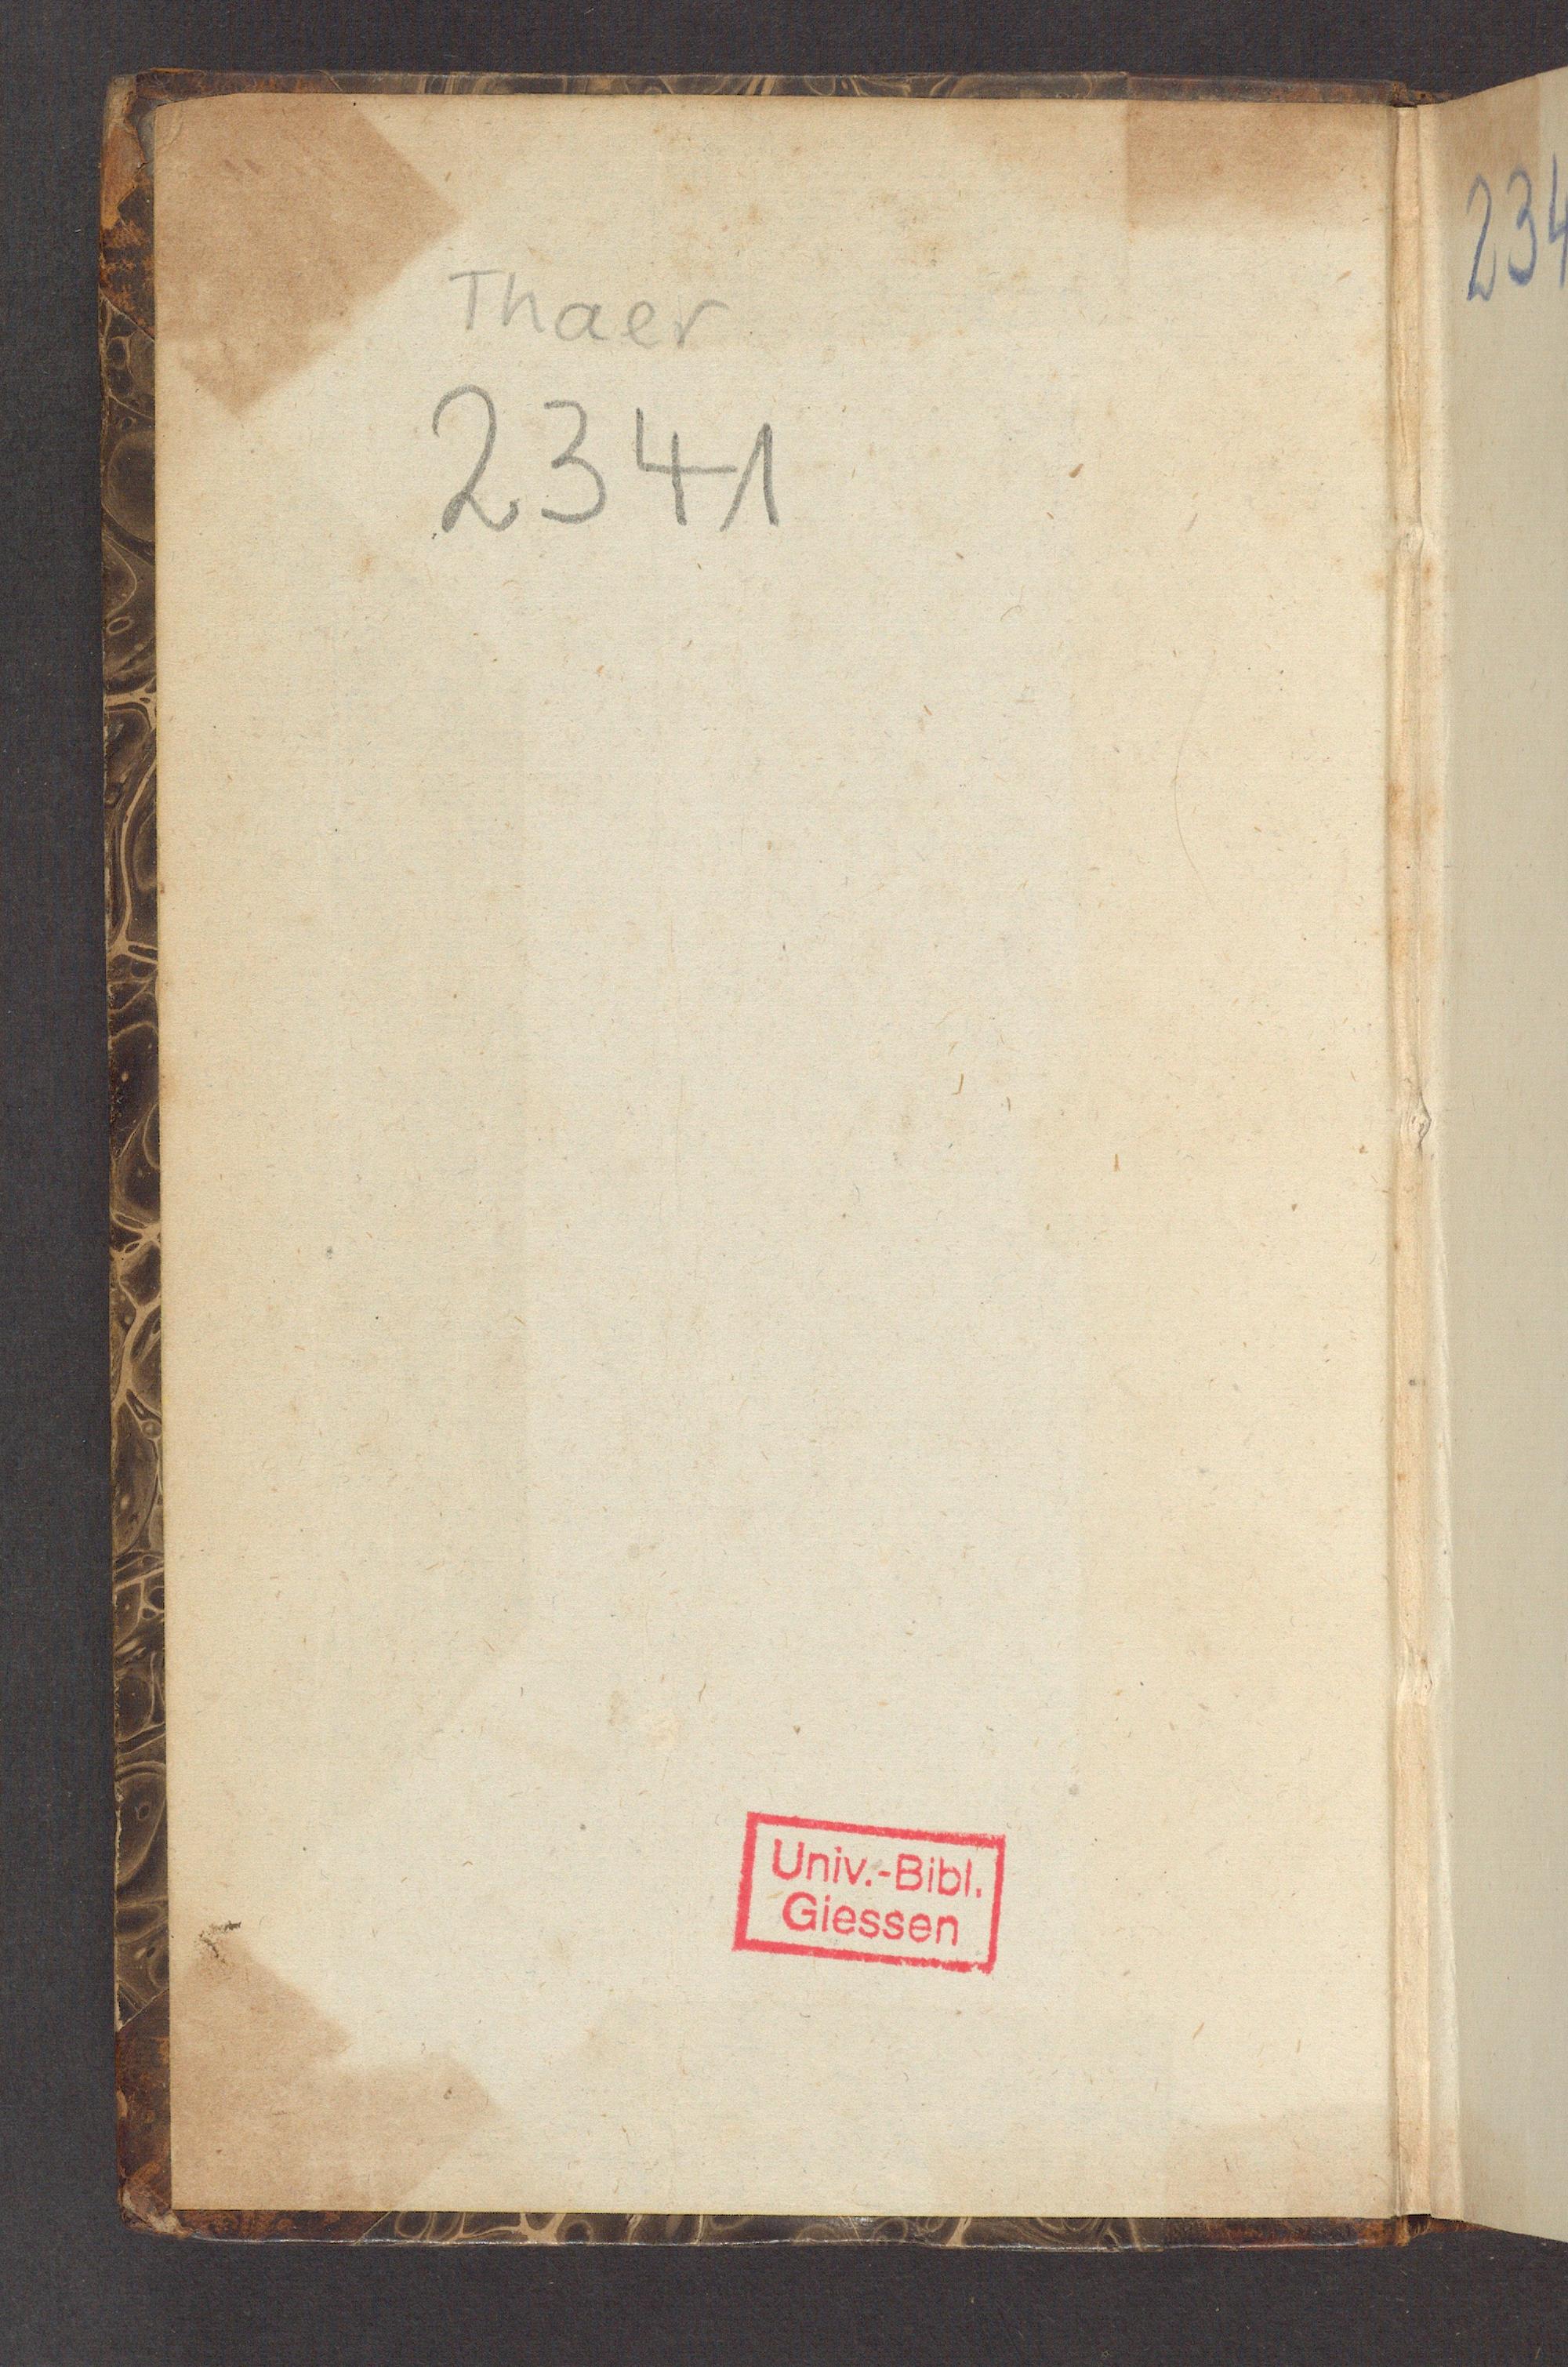 Thaer
2341
Univ.-Bibl.
Giessen
234